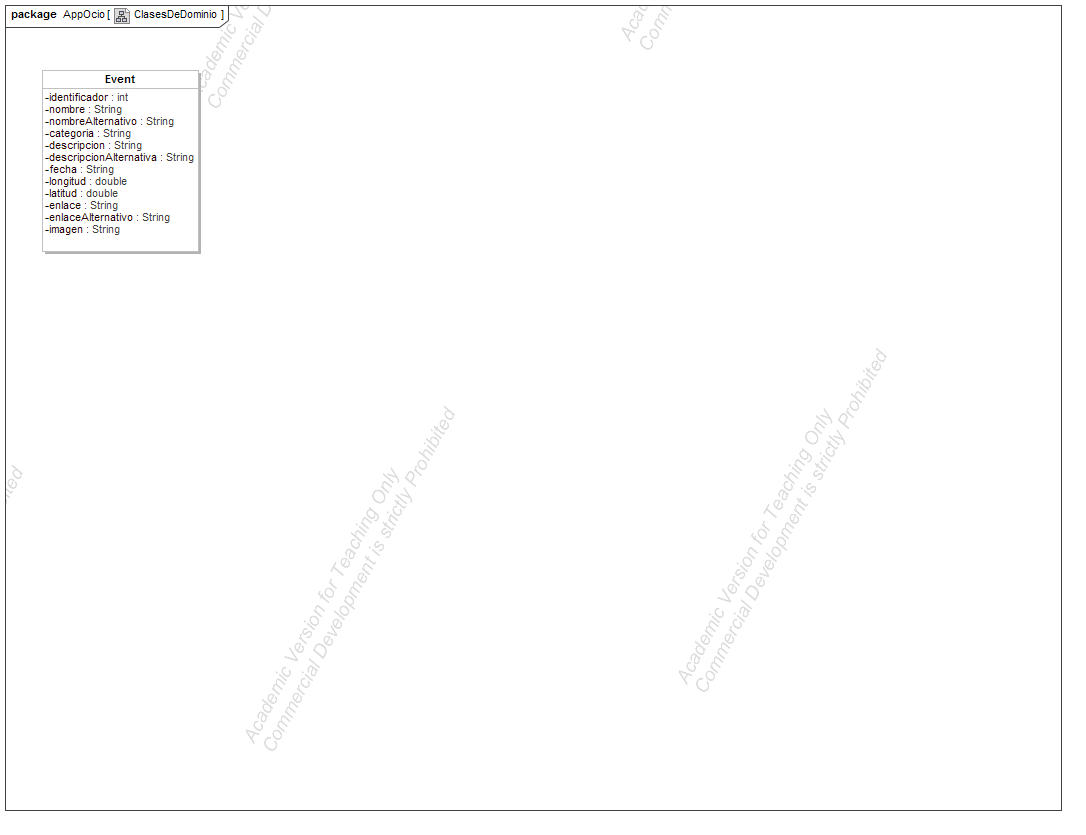 package AppOcio [ ClasesDeDominio ]
Event
-identificador : int
-nombre : String
-nombreAlternativo : String
-categoria : String
-descripcion : String
-descripcionAlternativa : String
-fecha : String
-longitud : double
-latitud : double
-enlace : String
-enlaceAlternativo : String
-imagen : String
Academic Version for Teaching Only
Commercial Development is strictly Prohibited
Academic Version for Teaching Only
Commercial Development is strictly Prohibited